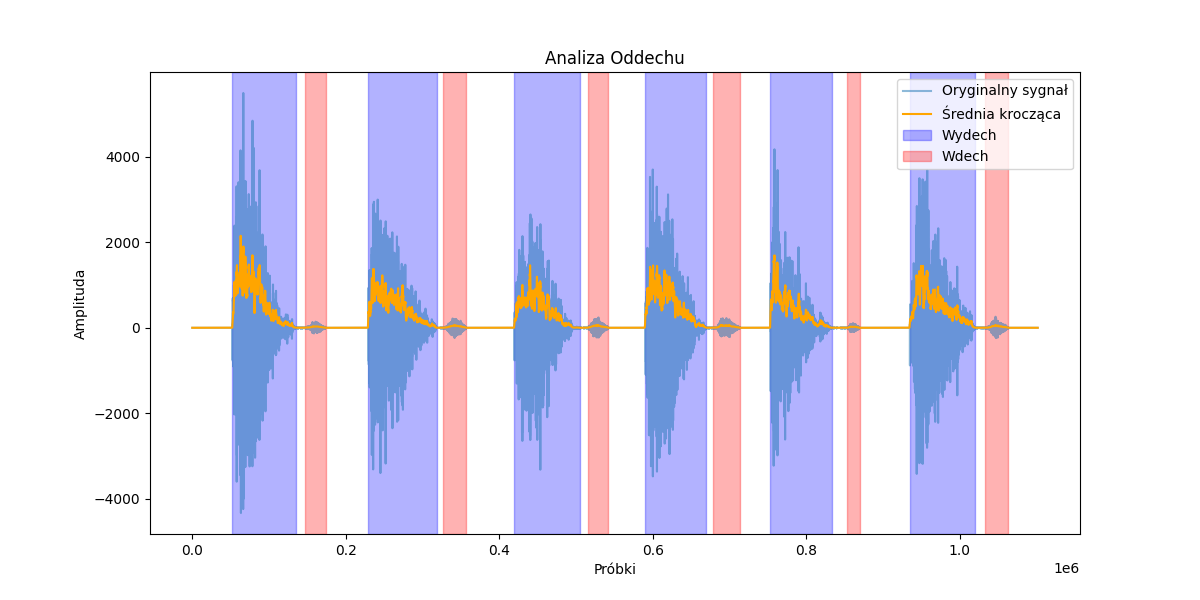 Analiza Oddechu
Oryginalny sygnał
Średnia krocząca
Wydech
Wdech
Amplituda
4000
2000
0
−2000
−4000
0.0 0.2 0.4 0.6 0.8 1.0
1e6
Próbki